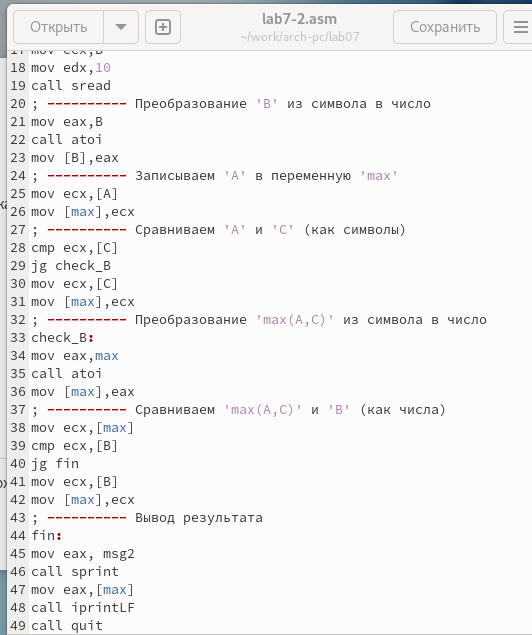 Открыть
lab7-2.asm
~/work/arch-pc/lab07
Сохранить
17 mov ecx,B
18 mov edx,10
19 call sread
20 ; ---------- Преобразование 'B' из символа в число
21 mov eax,B
22 call atoi
23 mov [B],eax
24 ; ---------- Записываем 'A' в переменную 'max'
25 mov ecx,[A]
26 mov [max],ecx
27 ; ---------- Сравниваем 'A' и 'C' (как символы)
28 cmp ecx,[C]
29 jg check_B
30 mov ecx,[C]
31 mov [max],ecx
32 ; ---------- Преобразование 'max(A,C)' из символа в число
33 check_B:
34 mov eax,max
35 call atoi
36 mov [max],eax
37 ; ---------- Сравниваем 'max(A,C)' и 'B' (как числа)
38 mov ecx,[max]
39 cmp ecx,[B]
40 jg fin
41 mov ecx,[B]
42 mov [max],ecx
43 ; ---------- Вывод результата
44 fin:
45 mov eax, msg2
46 call sprint
47 mov eax,[max]
48 call iprintLF
49 call quit